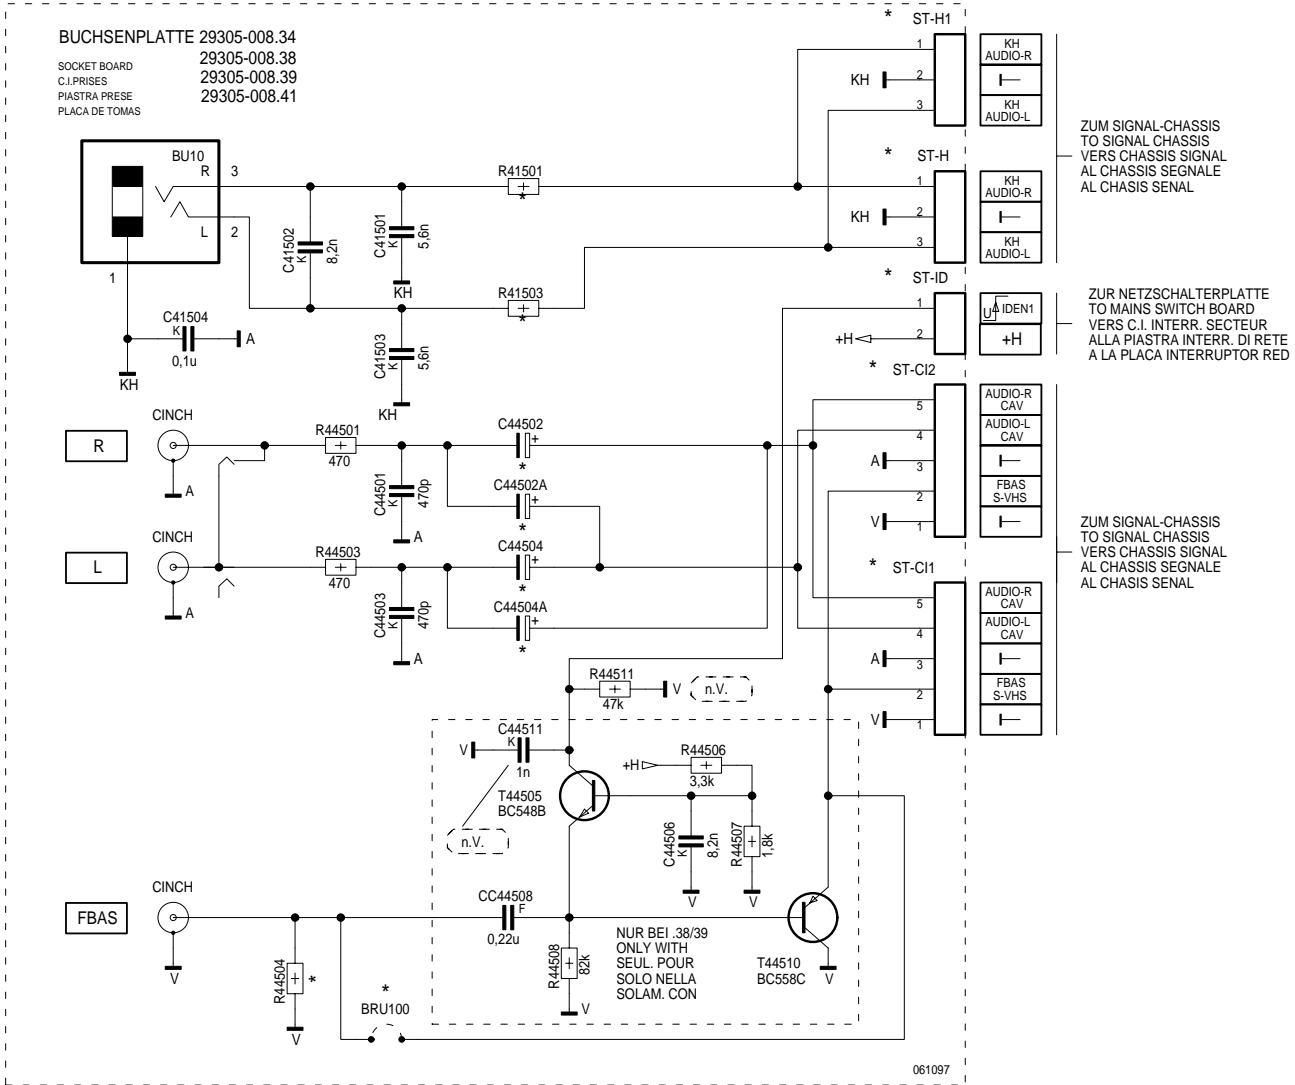 BUCHSENPLATTE 29305-008.34
29305-008.38
SOCKET BOARD
C.I.PRISES 29305-008.39
PIASTRA PRESE 29305-008.41
PLACA DE TOMAS
* ST-H1
1 KH AUDIO-R
KH 2
3 KH AUDIO-L
ZUM SIGNAL-CHASSIS
TO SIGNAL CHASSIS
VERS CHASSIS SIGNAL
AL CHASSIS SEGNALE
AL CHASIS SENAL
* ST-H
1 KH AUDIO-R
KH 2
3 KH AUDIO-L
BU10
R 3
L 2
1
R41501
*
C41502
K
8,2n
C41501
K
5,6n
KH
R41503
*
C41504
K
0,1u
A
KH
C41503
K
5,6n
KH
* ST-ID
1 U IDEN1
+H 2 +H
ZUR NETZSCHALTERPLATTE
TO MAINS SWITCH BOARD
VERS C.I. INTERR. SECTEUR
ALLA PIASTRA INTERR. DI RETE
A LA PLACA INTERRUPTOR RED
* ST-CI2
5 AUDIO-R CAV
4 AUDIO-L CAV
A 3
2 FBAS S-VHS
V 1
ZUM SIGNAL-CHASSIS
TO SIGNAL CHASSIS
VERS CHASSIS SIGNAL
AL CHASSIS SEGNALE
AL CHASIS SENAL
* ST-CI1
5 AUDIO-R CAV
4 AUDIO-L CAV
A 3
2 FBAS S-VHS
V 1
R
CINCH
A
R44501
470
C44501
K
470p
A
C44502
+
*
C44502A
+
*
L
CINCH
A
R44503
470
C44503
K
470p
A
C44504
+
*
C44504A
+
*
R44511
47k
V
n.V.
C44511
K
V
1n
n.V.
T44505
BC548B
+H
R44506
3,3k
C44506
K
8,2n
V
R44507
1,8k
V
FBAS
CINCH
V
CC44508
F
0,22u
R44504
*
V
*
BRU100
R44508
82k
V
NUR BEI .38/39
ONLY WITH
SEUL. POUR
SOLO NELLA
SOLAM. CON
T44510
BC558C
V
061097